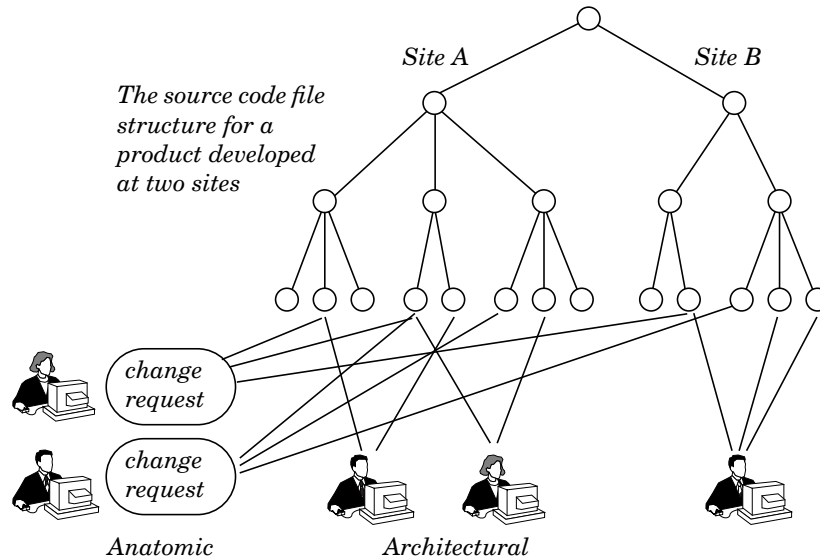 Site A
Site B
The source code file
structure for a
product developed
at two sites
change
request
change
request
Anatomic
Architectural